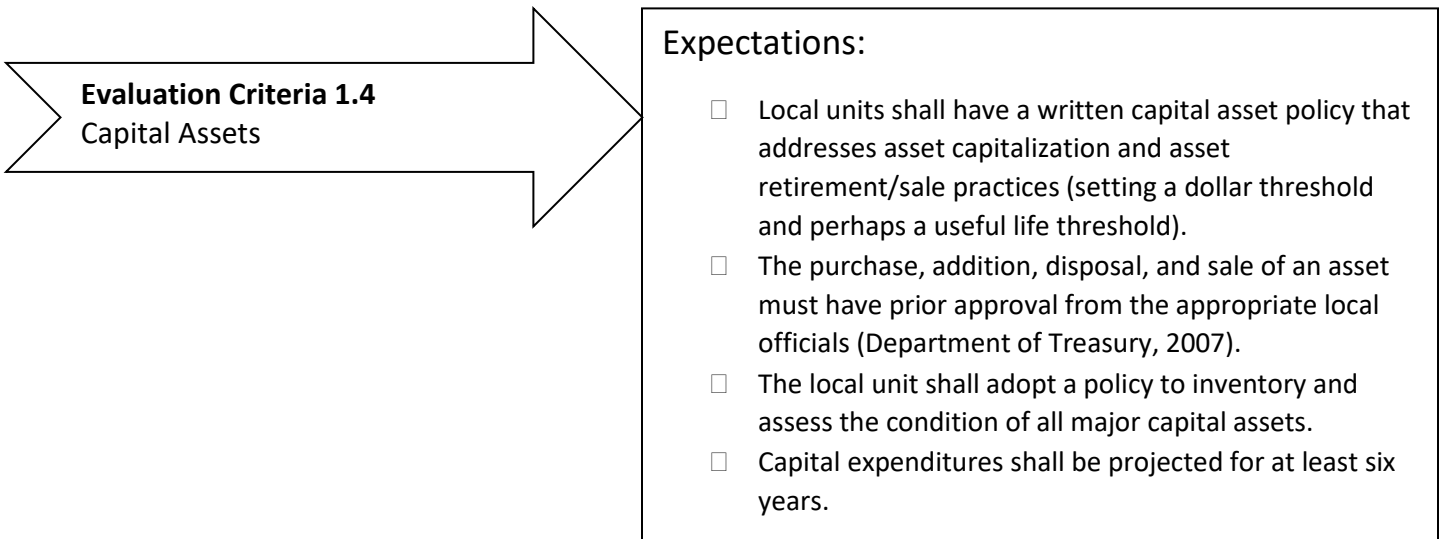 Evaluation Criteria 1.4
Capital Assets
Expectations:
□ Local units shall have a written capital asset policy that
addresses asset capitalization and asset
retirement/sale practices (setting a dollar threshold
and perhaps a useful life threshold).
□ The purchase, addition, disposal, and sale of an asset
must have prior approval from the appropriate local
officials (Department of Treasury, 2007).
□ The local unit shall adopt a policy to inventory and
assess the condition of all major capital assets.
□ Capital expenditures shall be projected for at least six
years.